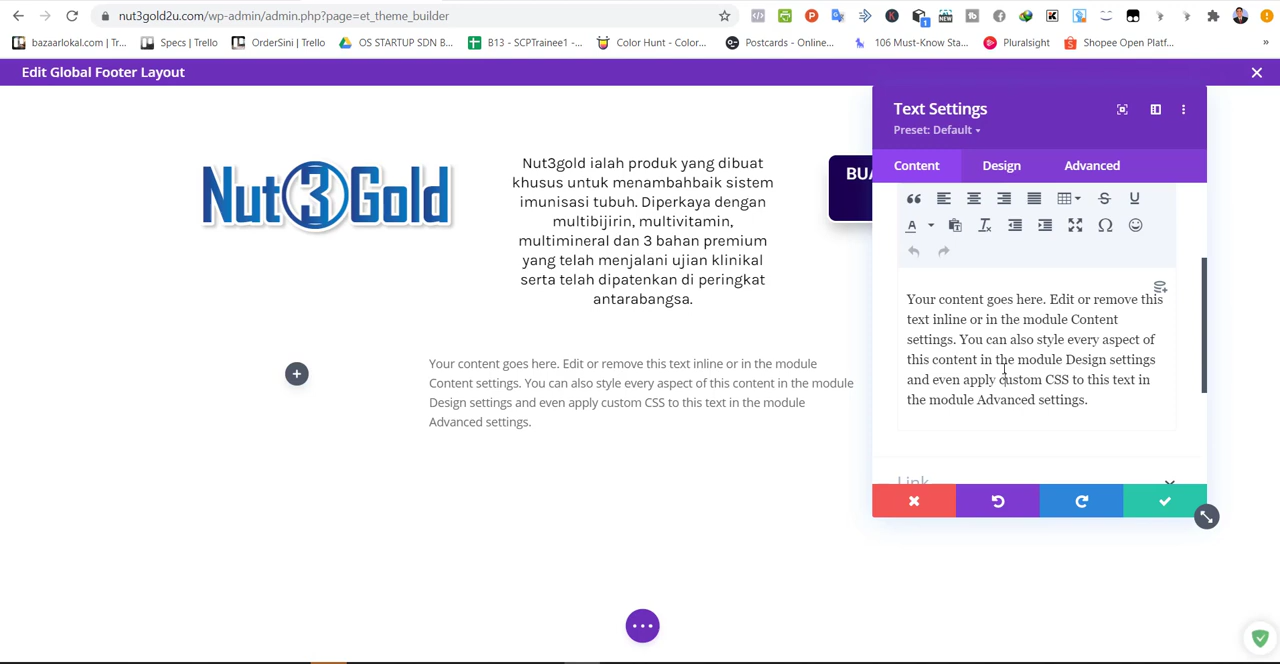 nut3gold2u.com/wp-admin/admin.php?page=et_theme_builder
bazaarlokal.com | Tr...
Specs | Trello
OrderSini | Trello
OS STARTUP SDN B...
B13 - SCPTrainee1 -...
Color Hunt - Color...
Postcards - Online...
106 Must-Know Sta...
Pluralsight
Shopee Open Platf...
»
Edit Global Footer Layout
Text Settings
Preset: Default
Content
Design
Advanced
Nut3Gold
Nut3gold ialah produk yang dibuat
khusus untuk menambahbaik sistem
imunisasi tubuh. Diperkaya dengan
multibijirin, multivitamin,
multimineral dan 3 bahan premium
yang telah menjalani ujian klinikal
serta telah dipatenkan di peringkat
antarabangsa.
BUA
Your content goes here. Edit or remove this text inline or in the module
Content settings. You can also style every aspect of this content in the module
Design settings and even apply custom CSS to this text in the module
Advanced settings.
Your content goes here. Edit or remove this
text inline or in the module Content
settings. You can also style every aspect of
this content in the module Design settings
and even apply custom CSS to this text in
the module Advanced settings.
Link